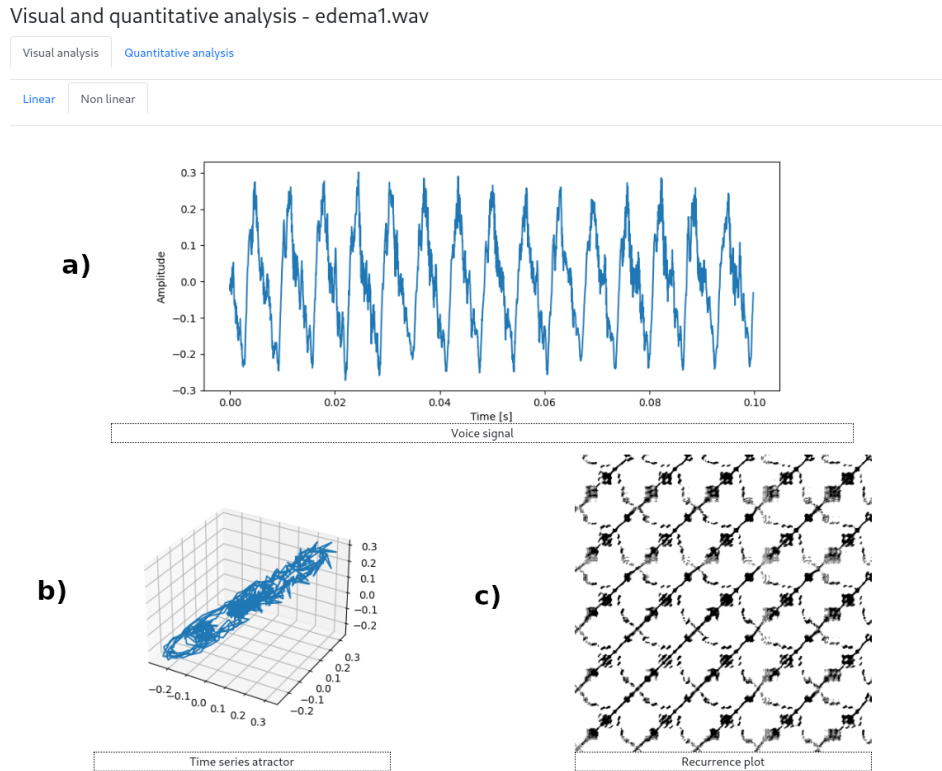 Visual and quantitative analysis - edema1.wav
Visual analysis Quantitative analysis
Linear Non linear
a)
Amplitude
0.3
0.2
0.1
0.0
−0.1
−0.2
−0.3
0.00 0.02 0.04 0.06 0.08 0.10
Time [s]
Voice signal
b)
0.3
0.2
0.1
0.0
−0.1
−0.2
0.3
0.2
0.1
0.0
−0.1
−0.2
−0.2 −0.1 0.0 0.1 0.2 0.3
Time series atractor
c)
Recurrence plot